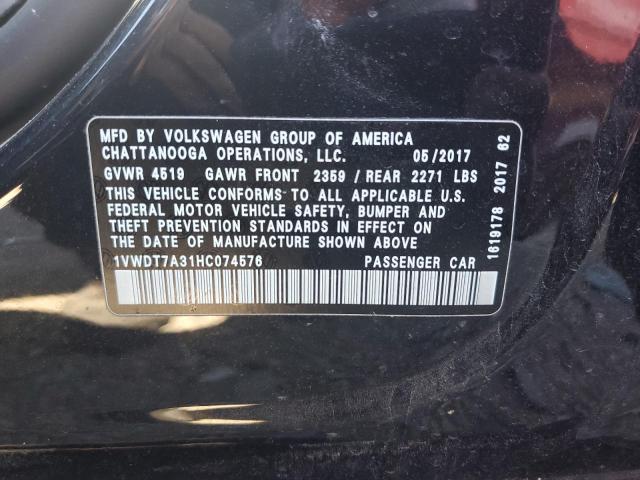 MFD BY VOLKSWAGEN GROUP OF AMERICA
CHATTANOOGA OPERATIONS, LLC. 05/2017
GVWR 4519 GAWR FRONT 2359 / REAR 2271 LBS
THIS VEHICLE CONFORMS TO ALL APPLICABLE U.S.
FEDERAL MOTOR VEHICLE SAFETY, BUMPER AND
THEFT PREVENTION STANDARDS IN EFFECT ON
THE DATE OF MANUFACTURE SHOWN ABOVE
1VWDT7A31HC074576 PASSENGER CAR
1619178 2017 62